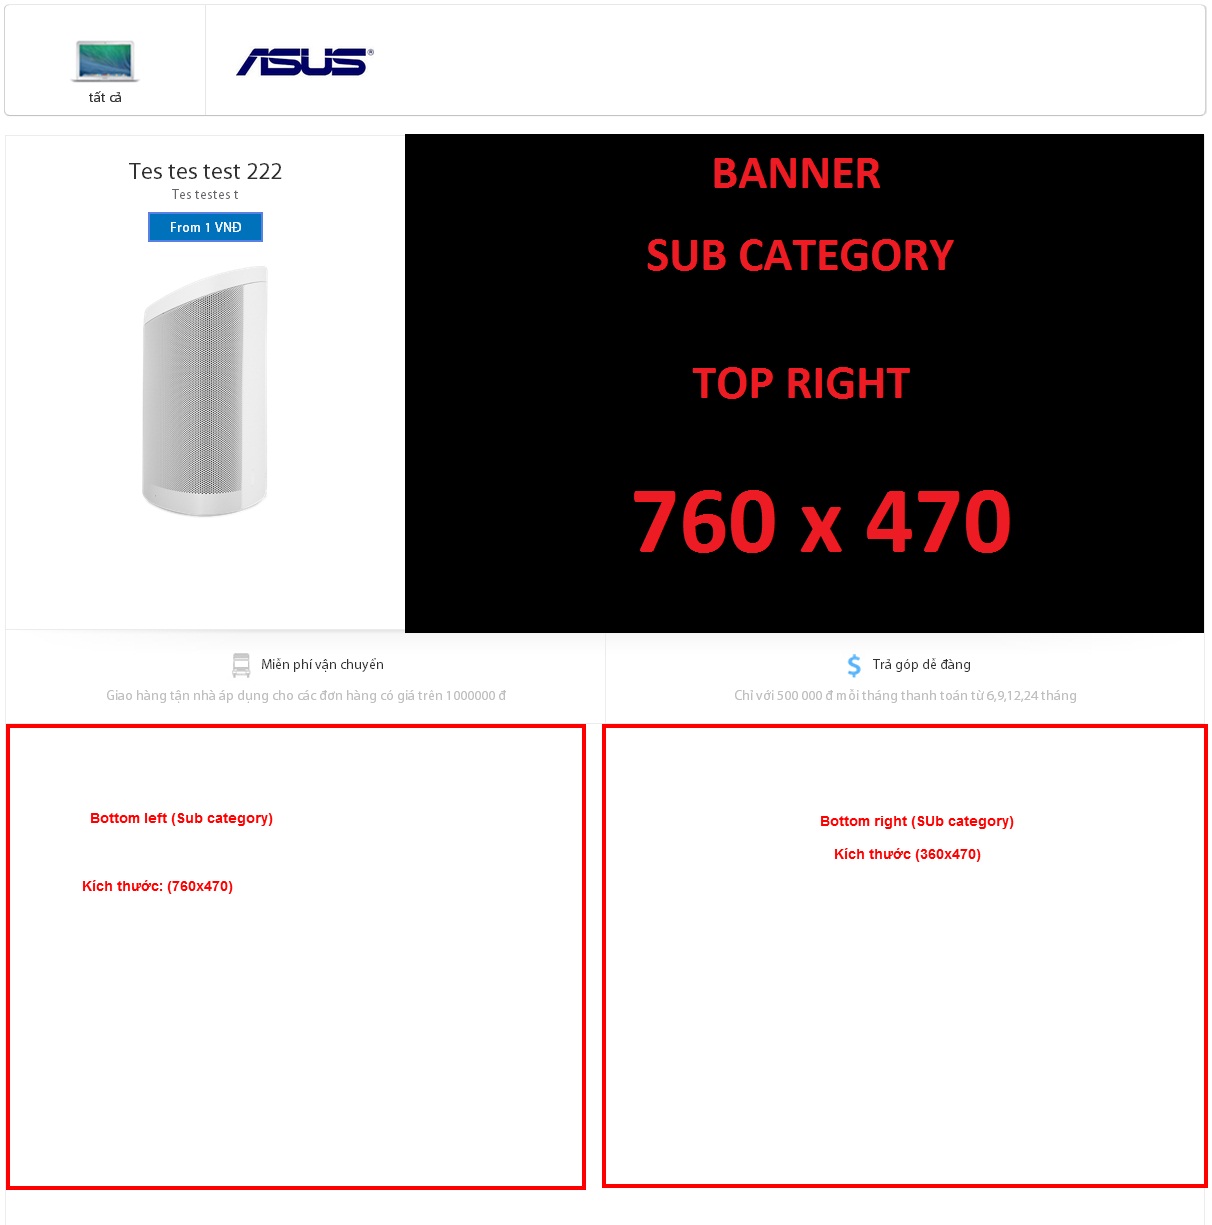 tất cả
ASUS®
Tes tes test 222
Tes testes t
From 1 VNĐ
BANNER
SUB CATEGORY
TOP RIGHT
760 x 470
Miễn phí vận chuyển
Giao hàng tận nhà áp dụng cho các đơn hàng có giá trên 1000000 đ
Trả góp dễ đàng
Chỉ với 500 000 đ mỗi tháng thanh toán từ 6,9,12,24 tháng
Bottom left (Sub category)
Kích thước: (760x470)
Bottom right (SUb category)
Kích thước (360x470)